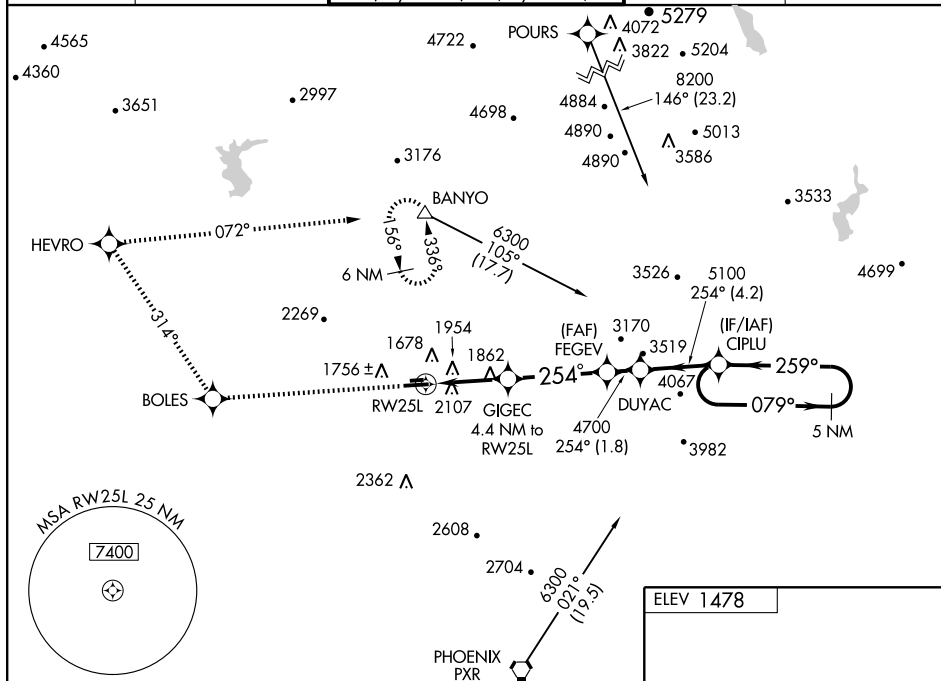 5279
POURS
4072
4565
4722
3822
5204
4360
8200
146° (23.2)
2997
4884
3651
4698
4890
5013
3586
4890
3176
3533
BANYO
072°
HEVRO
156°
336°
6300
105°
(17.7)
6 NM
4699
3526
5100
254° (4.2)
314°
2269
(FAF)
FEGEV
3170
(IF/IAF)
CIPLU
1954
1678
3519
1756 ±
1862
254°
259°
4067
BOLES
RW25L
2107
GIGEC
4.4 NM to
RW25L
DUYAC
079°
4700
254° (1.8)
5 NM
3982
2362
MSA RW25L 25 NM
7400
2608
2704
6300
021°
(19.5)
ELEV 1478
PHOENIX
PXR